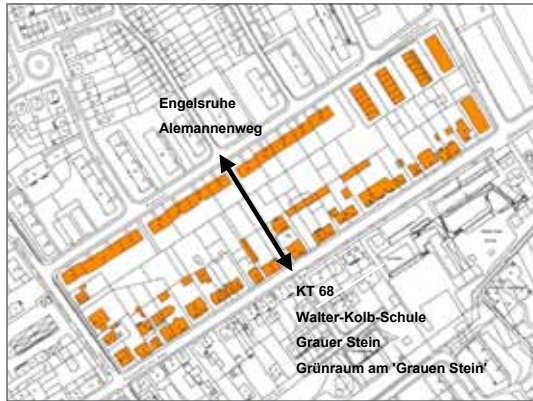 Engelsruhe
Alemannenweg
KT 68
Walter-Kolb-Schule
Grauer Stein
Grünraum am 'Grauen Stein'